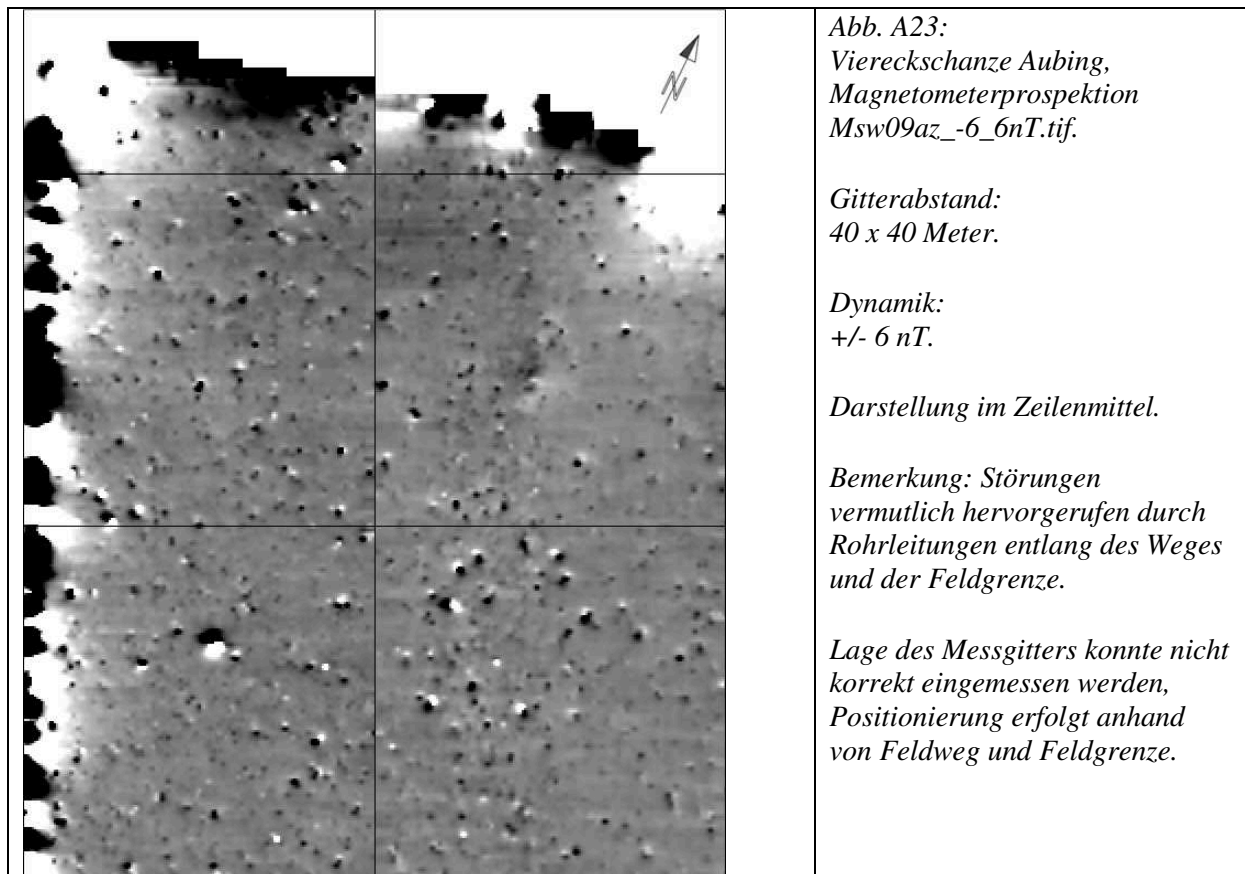 N
Abb. A23:
Viereckschanze Aubing,
Magnetometerprospektion
Msw09az_-6_6nT.tif.
Gitterabstand:
40 x 40 Meter.
Dynamik:
+/- 6 nT.
Darstellung im Zeilenmittel.
Bemerkung: Störungen
vermutlich hervorgerufen durch
Rohrleitungen entlang des Weges
und der Feldgrenze.
Lage des Messgitters konnte nicht
korrekt eingemessen werden,
Positionierung erfolgt anhand
von Feldweg und Feldgrenze.